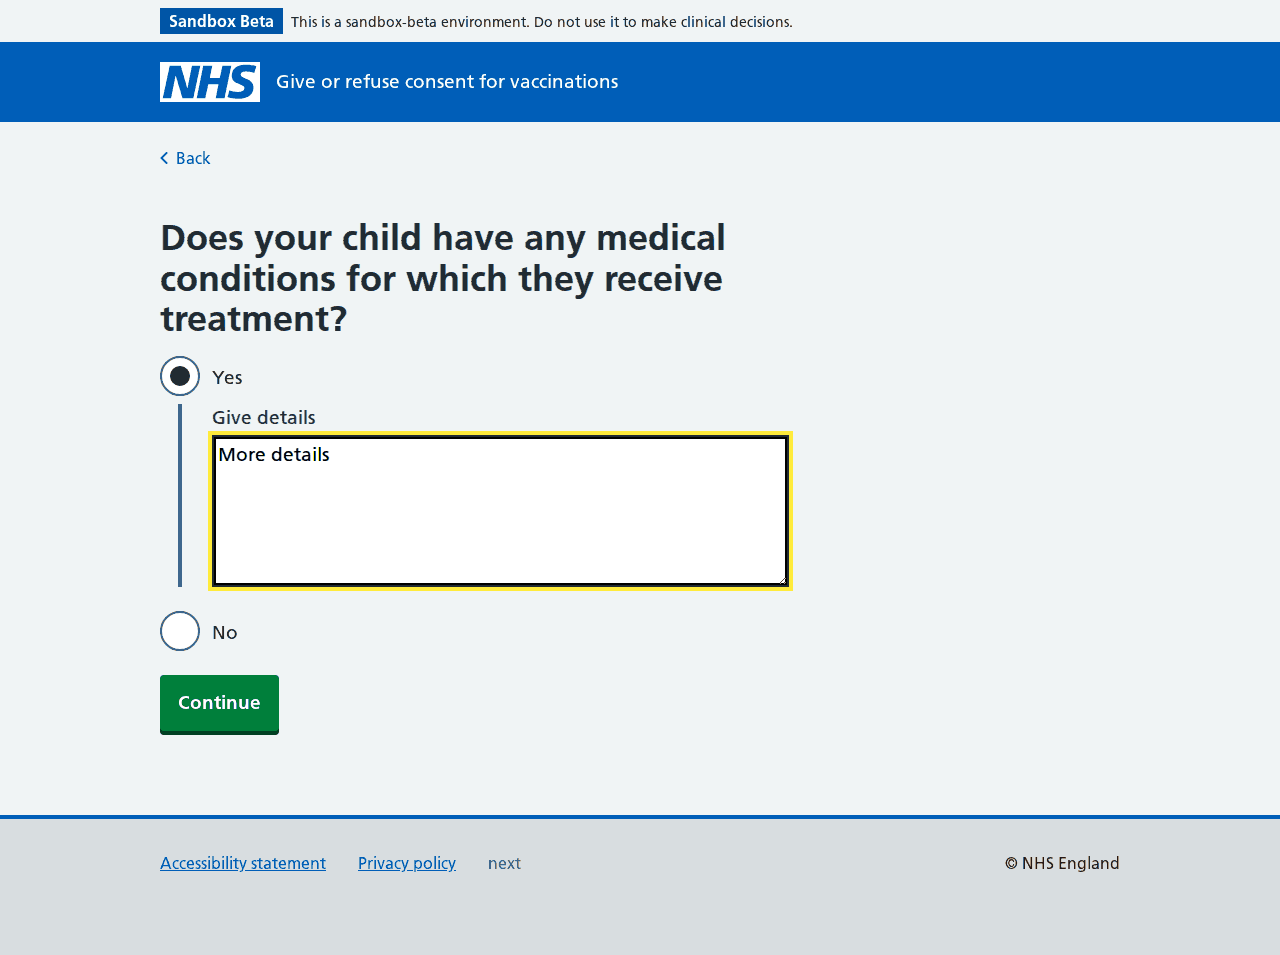 Sandbox Beta This is a sandbox-beta environment. Do not use it to make clinical decisions.
NHS Give or refuse consent for vaccinations
Back
Does your child have any medical
conditions for which they receive
treatment?
Yes
Give details
More details
No
Continue
Accessibility statement Privacy policy next © NHS England